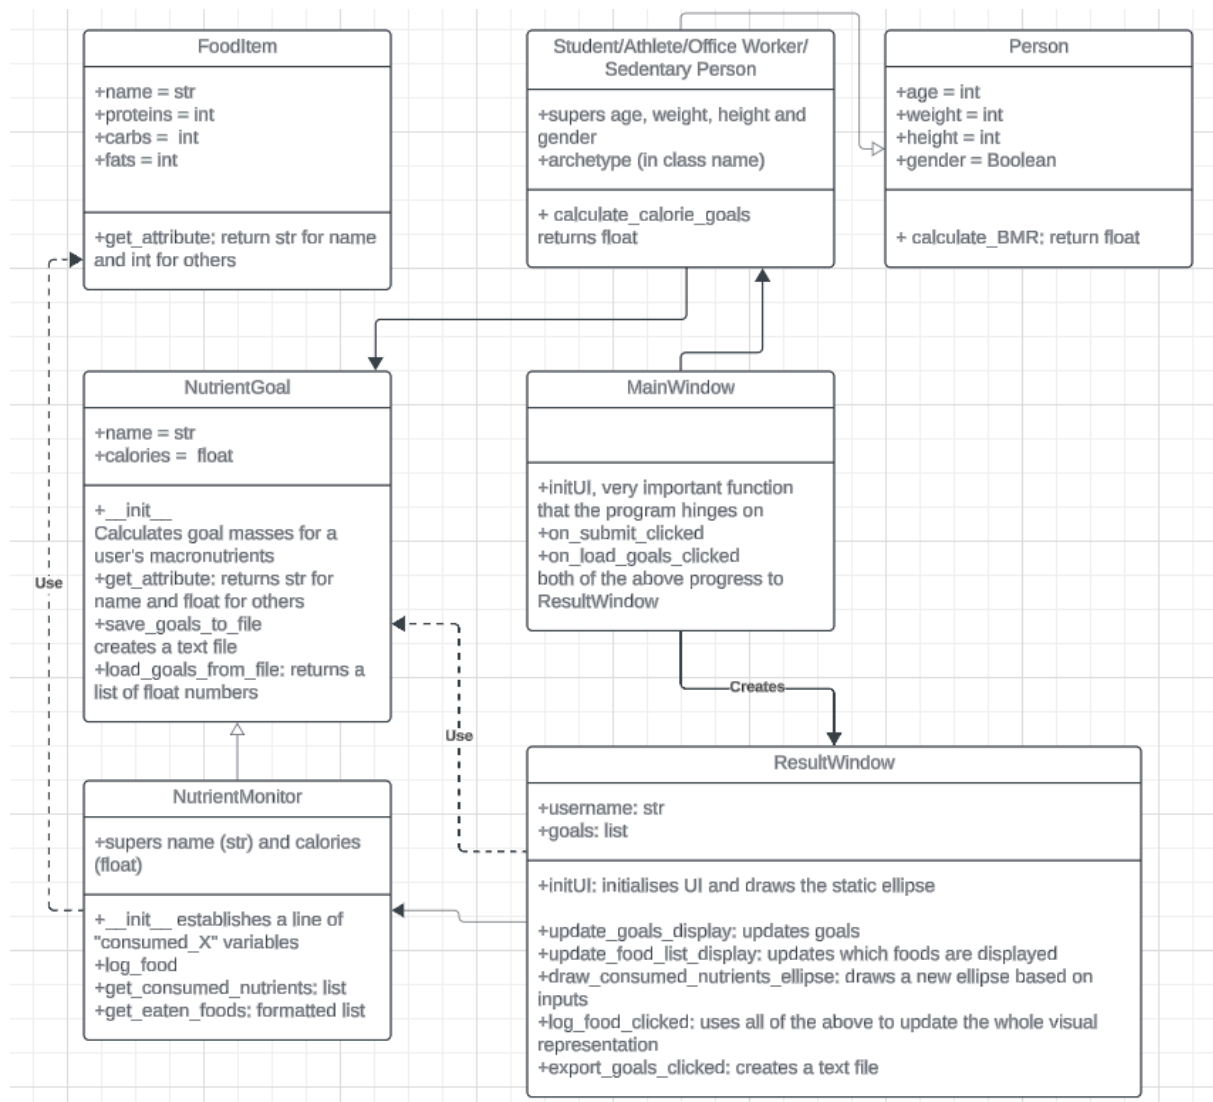 FoodItem
+name = str
+proteins = int
+carbs =  int
+fats = int
+get_attribute: return str for name
and int for others
Student/Athlete/Office Worker/
Sedentary Person
+supers age, weight, height and
gender
+archetype (in class name)
+ calculate_calorie_goals
returns float
Person
+age = int
+weight = int
+height = int
+gender = Boolean
+ calculate_BMR: return float
NutrientGoal
+name = str
+calories =  float
+__init__
Calculates goal masses for a
user's macronutrients
+get_attribute: returns str for
name and float for others
+save_goals_to_file
creates a text file
+load_goals_from_file: returns a
list of float numbers
MainWindow
+initUI, very important function
that the program hinges on
+on_submit_clicked
+on_load_goals_clicked
both of the above progress to
ResultWindow
Use
Creates
Use
NutrientMonitor
+supers name (str) and calories
(float)
+__init__ establishes a line of
"consumed_X" variables
+log_food
+get_consumed_nutrients: list
+get_eaten_foods: formatted list
ResultWindow
+username: str
+goals: list
+initUI: initialises UI and draws the static ellipse
+update_goals_display: updates goals
+update_food_list_display: updates which foods are displayed
+draw_consumed_nutrients_ellipse: draws a new ellipse based on
inputs
+log_food_clicked: uses all of the above to update the whole visual
representation
+export_goals_clicked: creates a text file